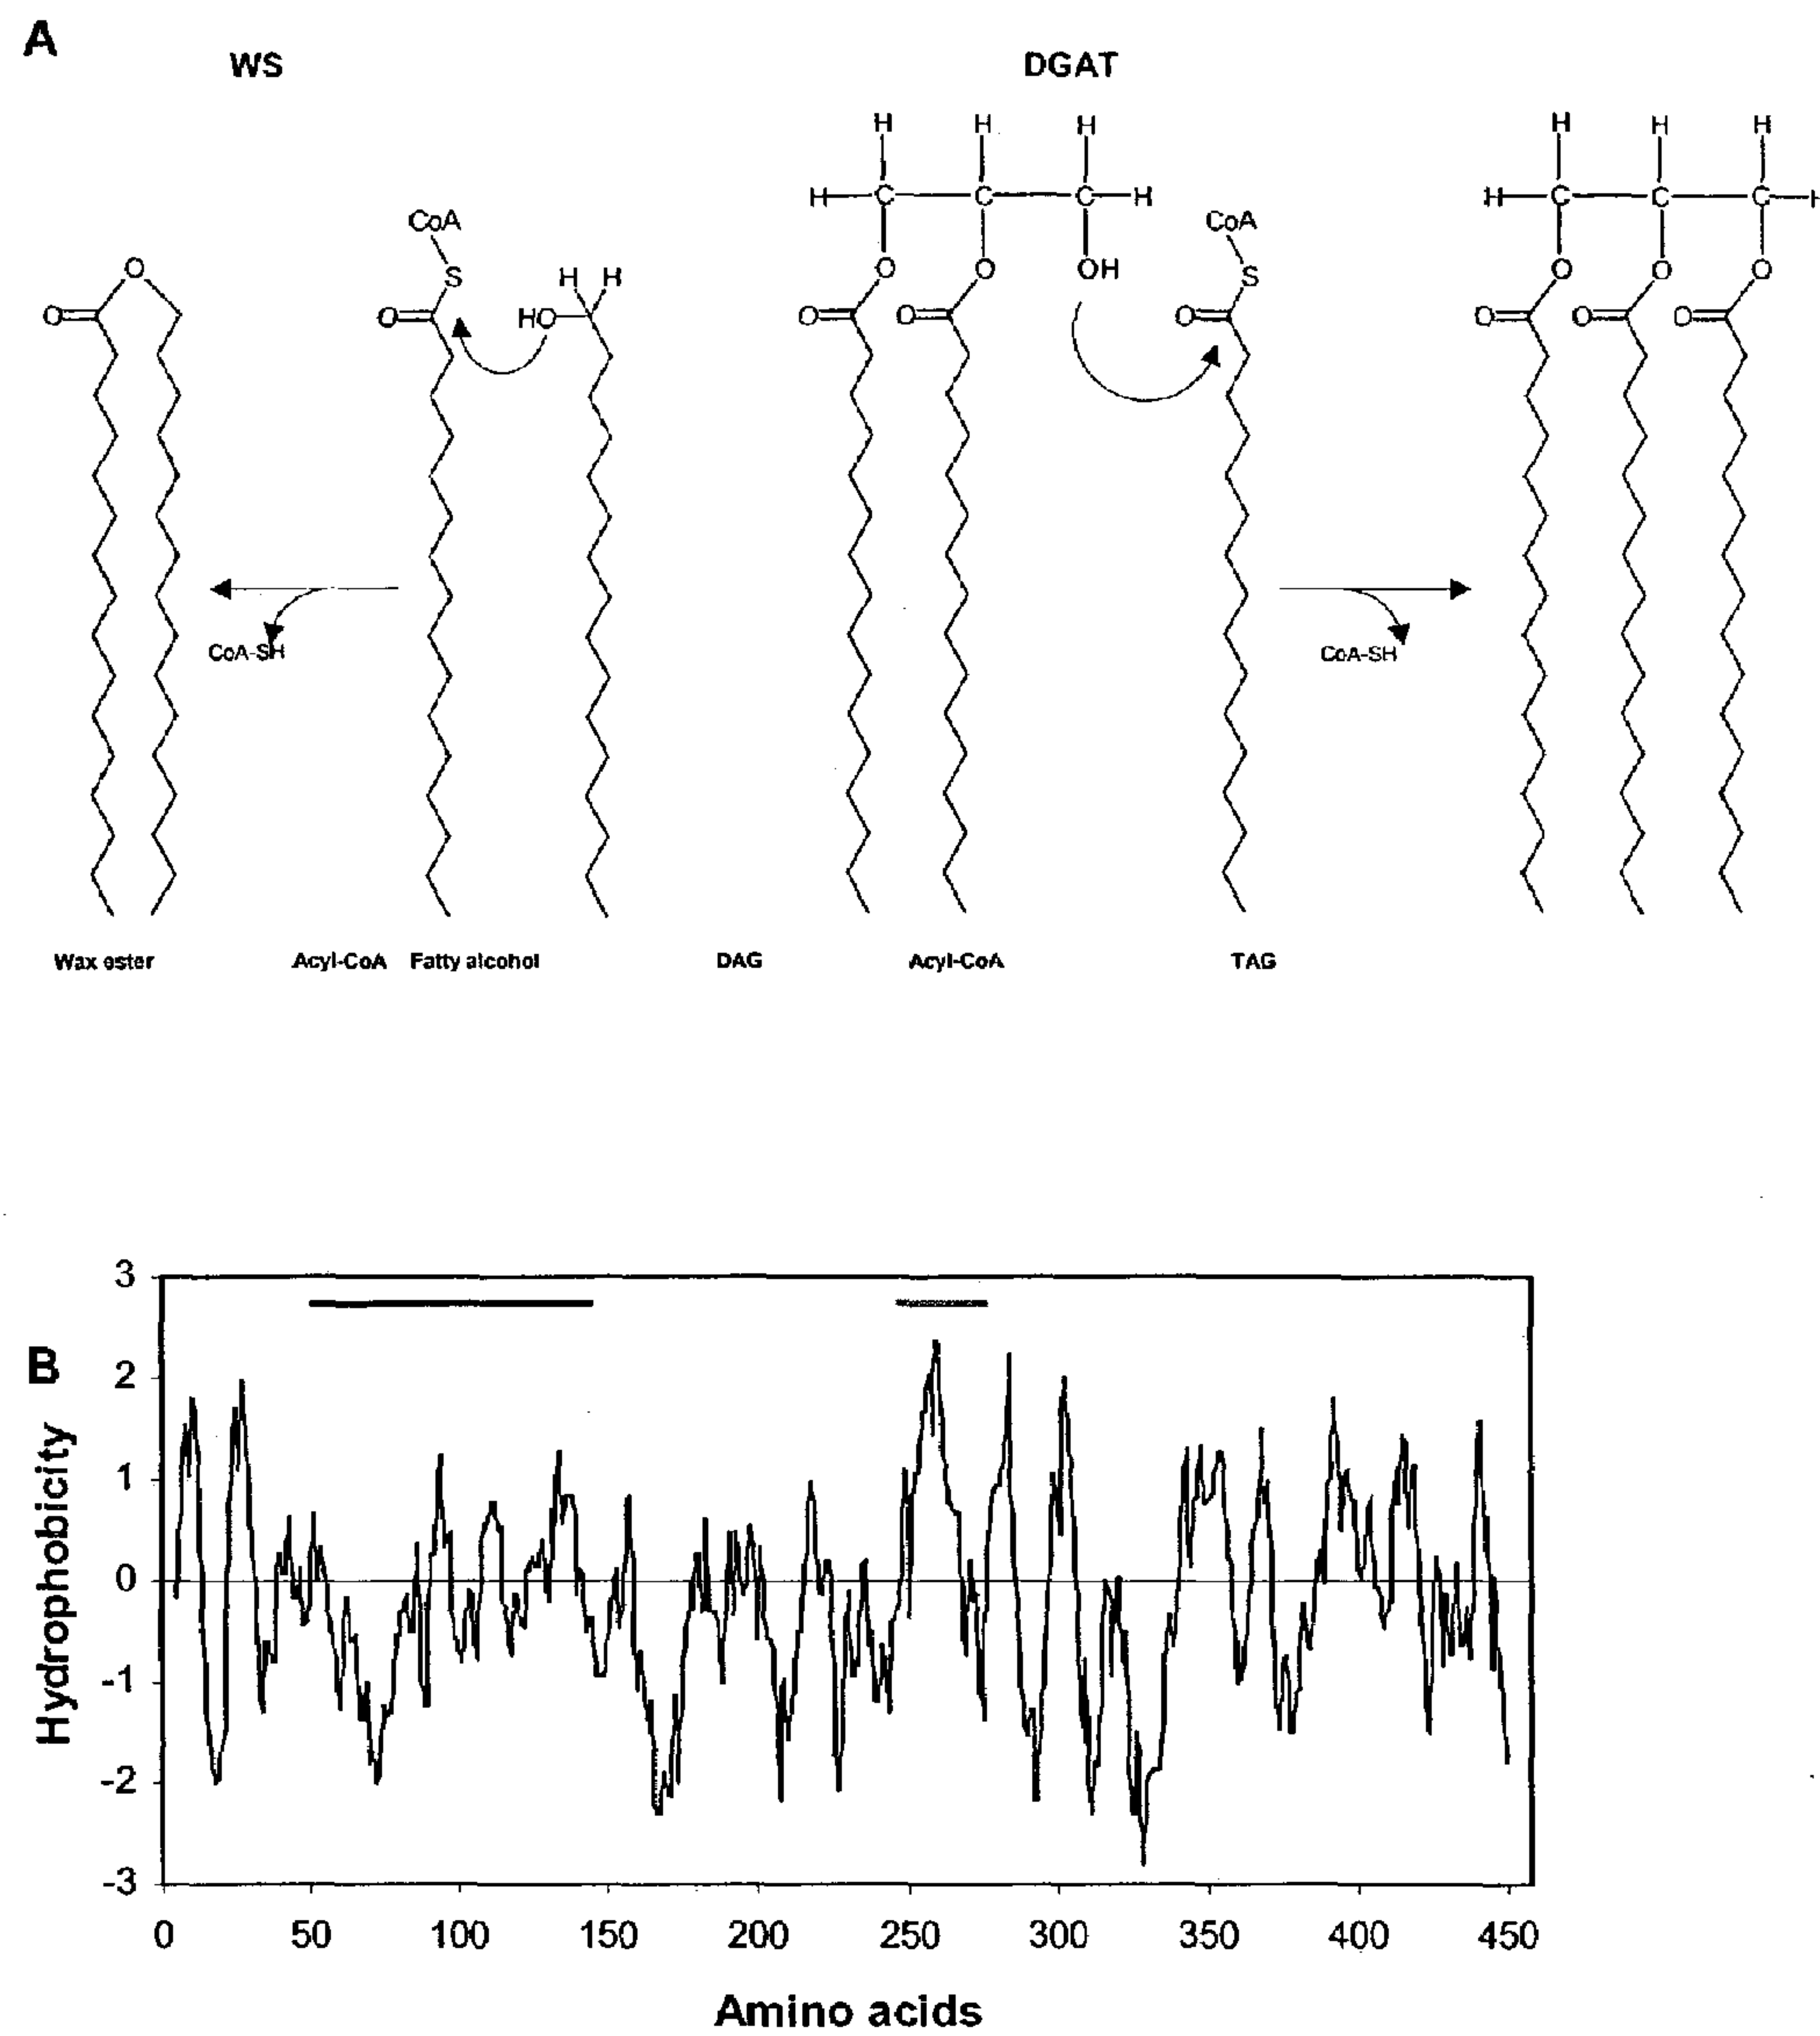 A
WS
DGAT
H H H
H C C C H
O O OH
CoA
S
O
O
O
CoA
S
O
HO
H H
O
O
CoA
S
O
H H H
H C C C H
O O O
O O O
CoA-SH
CoA-SH
Wax ester
Acyl-CoA
Fatty alcohol
DAG
Acyl-CoA
TAG
B
Hydrophobicity
3
2
1
0
-1
-2
-3
0 50 100 150 200 250 300 350 400 450
Amino acids